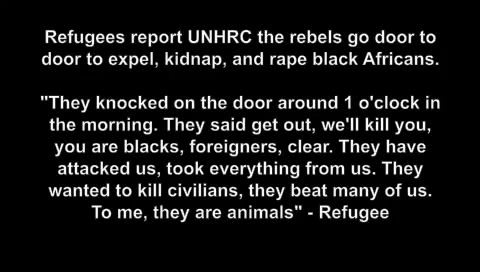 Refugees report UNHRC the rebels go door to
door to expel, kidnap, and rape black Africans.
"They knocked on the door around 1 o'clock in
the morning. They said get out, we'll kill you,
you are blacks, foreigners, clear. They have
attacked us, took everything from us. They
wanted to kill civilians, they beat many of us.
To me, they are animals" - Refugee